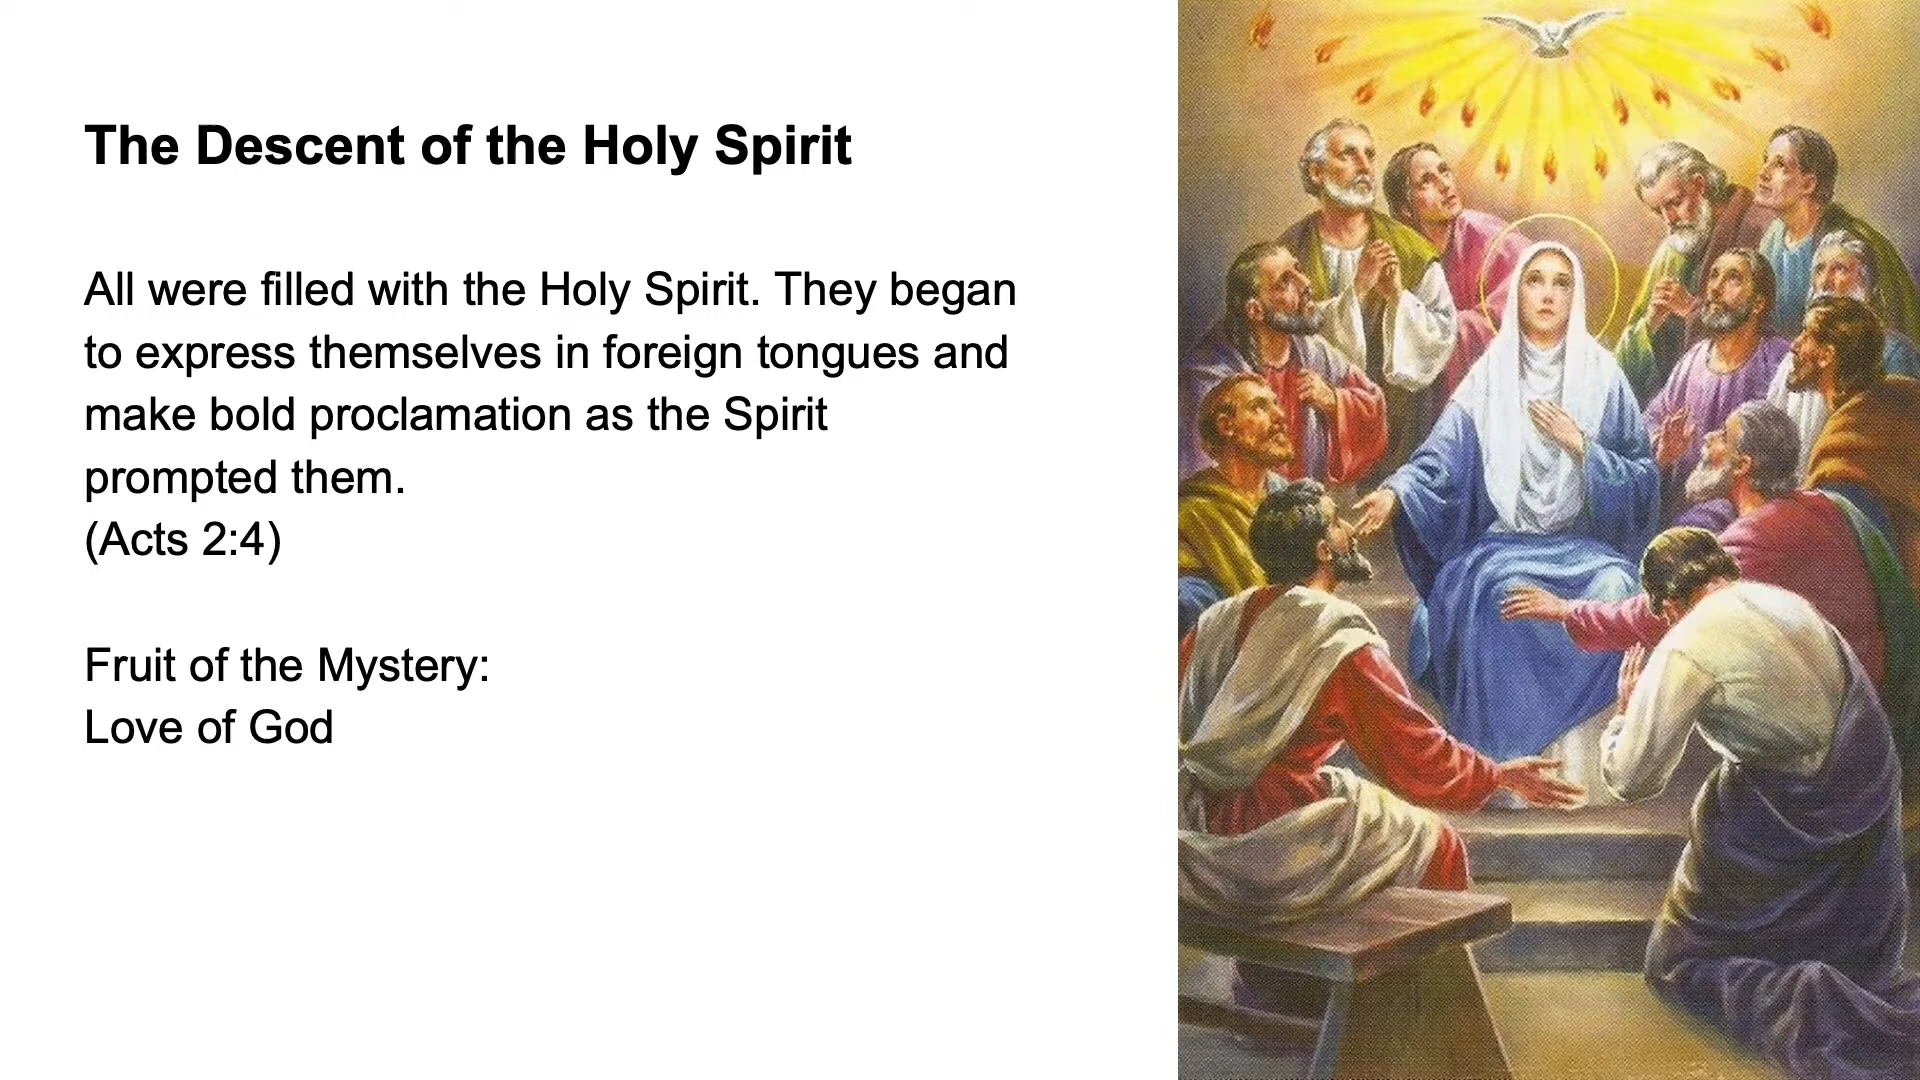 The Descent of the Holy Spirit
All were filled with the Holy Spirit. They began
to express themselves in foreign tongues and
make bold proclamation as the Spirit
prompted them.
(Acts 2:4)
Fruit of the Mystery:
Love of God